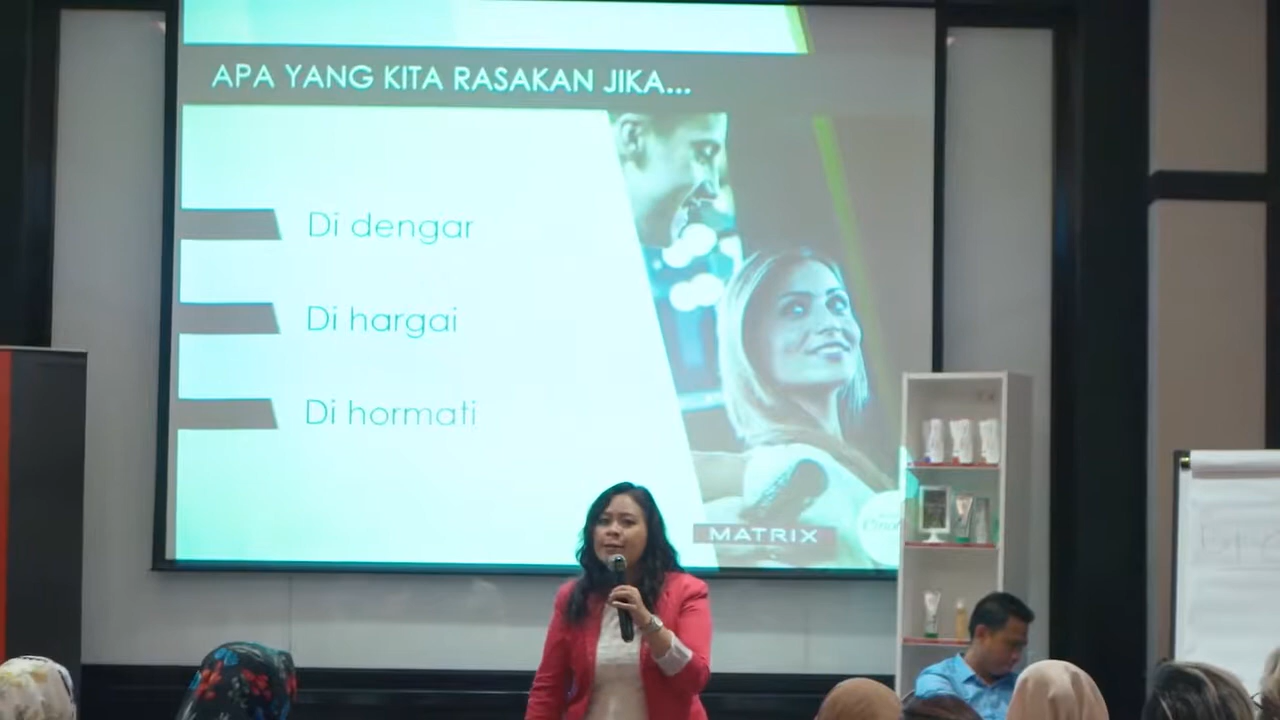 APA YANG KITA RASAKAN JIKA...
Di dengar
Di hargai
Di hormati
MATRIX